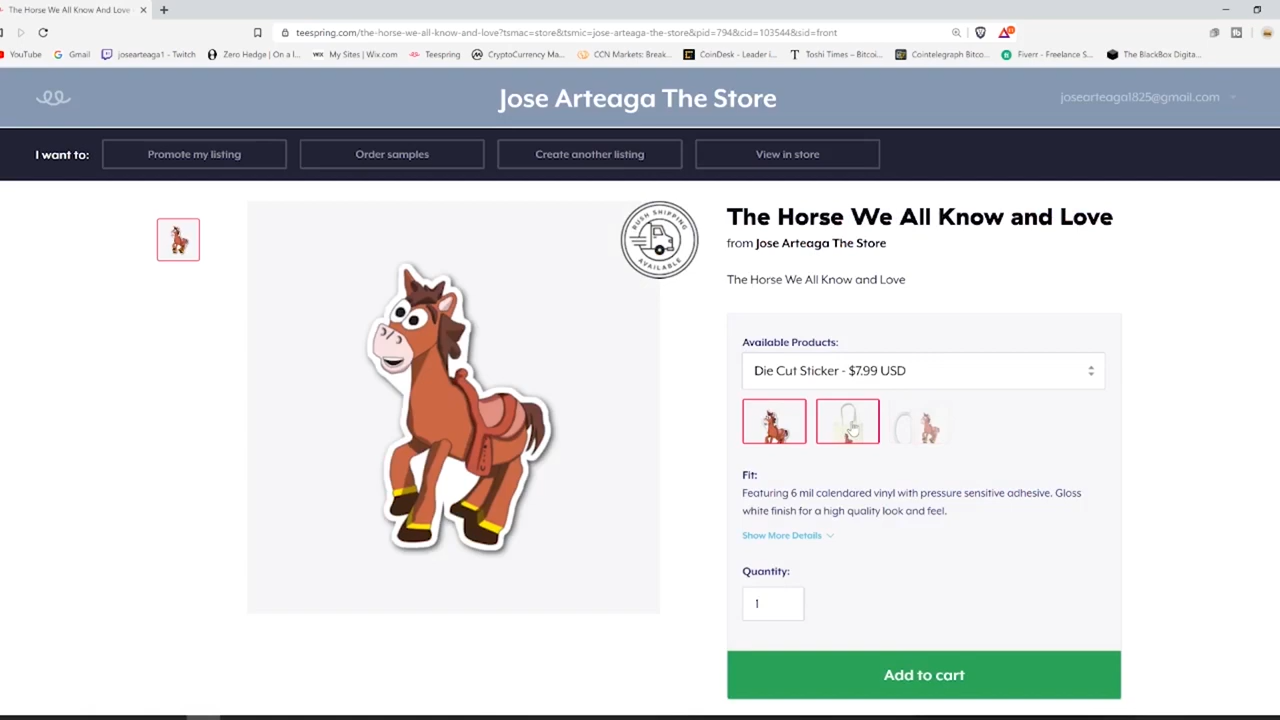 The Horse We All Know And Love
teespring.com/the-horse-we-all-know-and-love?tsmac=store&tsmic=jose-arteaga-the-store&pid=794&cid=103544&sid=front
YouTube
Gmail
josearteaga1 - Twitch
Zero Hedge | On a l...
My Sites | Wix.com
Teespring
CryptoCurrency Ma...
CCN Markets: Break...
CoinDesk - Leader i...
Toshi Times – Bitcoi...
Cointelegraph Bitco...
Fiverr - Freelance S...
The BlackBox Digita...
Jose Arteaga The Store
josearteaga1825@gmail.com
I want to:
Promote my listing
Order samples
Create another listing
View in store
RUSH SHIPPING
AVAILABLE
The Horse We All Know and Love
from Jose Arteaga The Store
The Horse We All Know and Love
Available Products:
Die Cut Sticker - $7.99 USD
Fit:
Featuring 6 mil calendared vinyl with pressure sensitive adhesive. Gloss
white finish for a high quality look and feel.
Show More Details
Quantity:
1
Add to cart